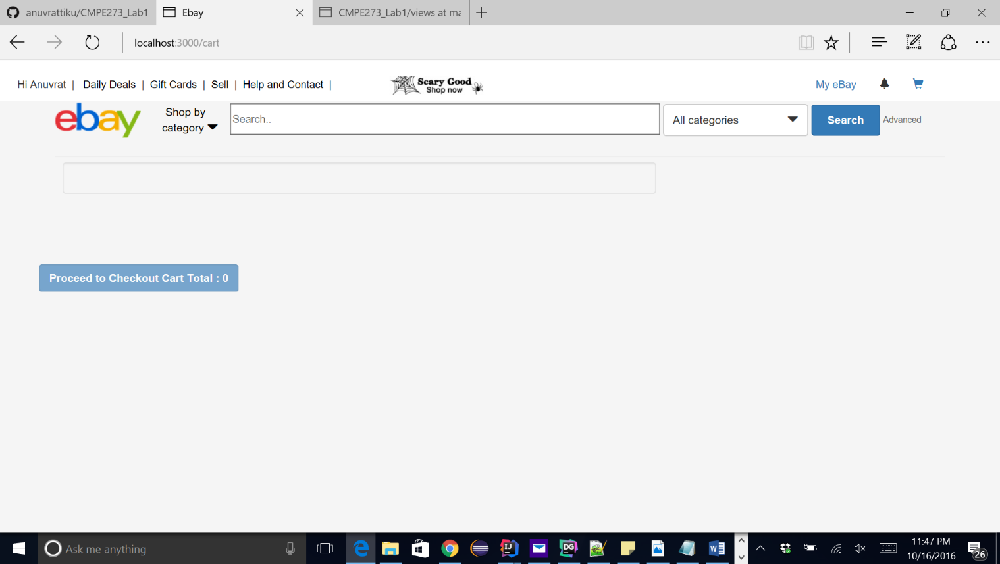 anuvrattiku/CMPE273_Lab1
Ebay
CMPE273_Lab1/views at ma
localhost:3000/cart
Hi Anuvrat | Daily Deals | Gift Cards | Sell | Help and Contact |
Scary Good
Shop now
My eBay
ebay
Shop by
category
Search..
All categories
Search
Advanced
Proceed to Checkout Cart Total : 0
Ask me anything
IJ
DG
W
11:47 PM
10/16/2016
26